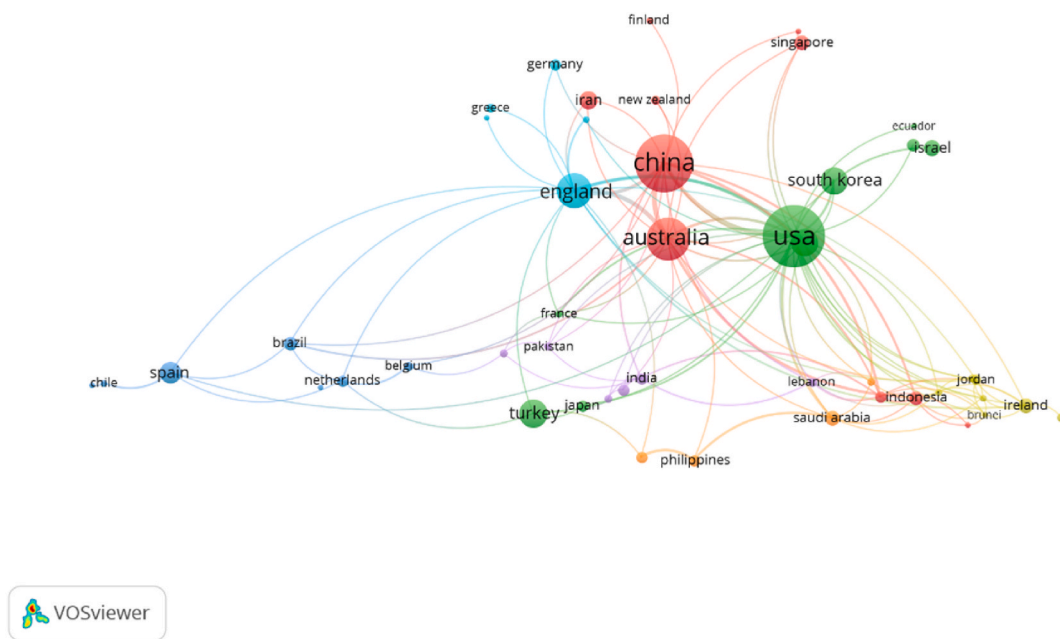 finland
singapore
germany
iran
new zealand
greece
ecuador
israel
china
south korea
england
australia
usa
france
brazil
pakistan
belgium
spain
chile
netherlands
india
lebanon
jordan
indonesia
ireland
brunei
turkey
japan
saudi arabia
philippines
VOSviewer